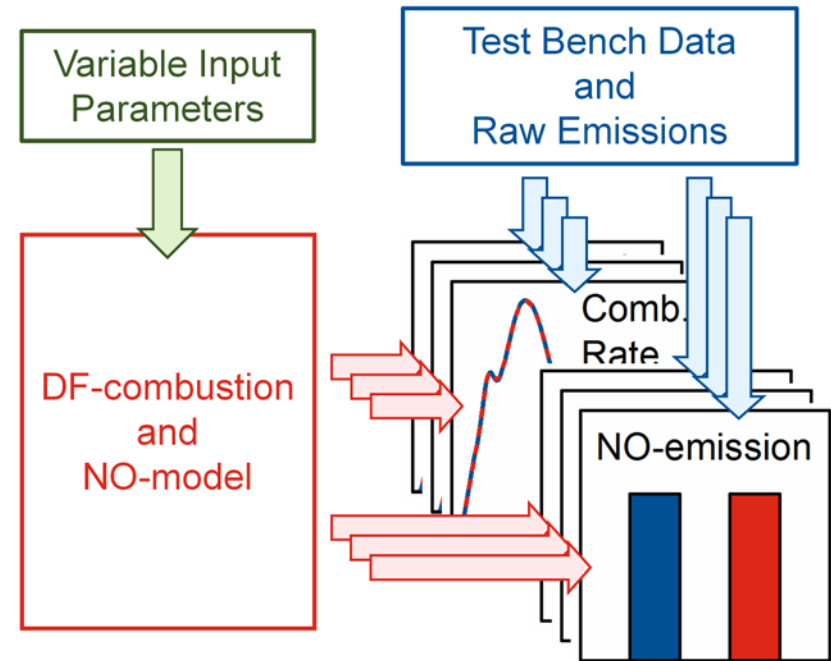 Variable Input
Parameters
Test Bench Data
and
Raw Emissions
DF-combustion
and
NO-model
Comb.
Rate
NO-emission